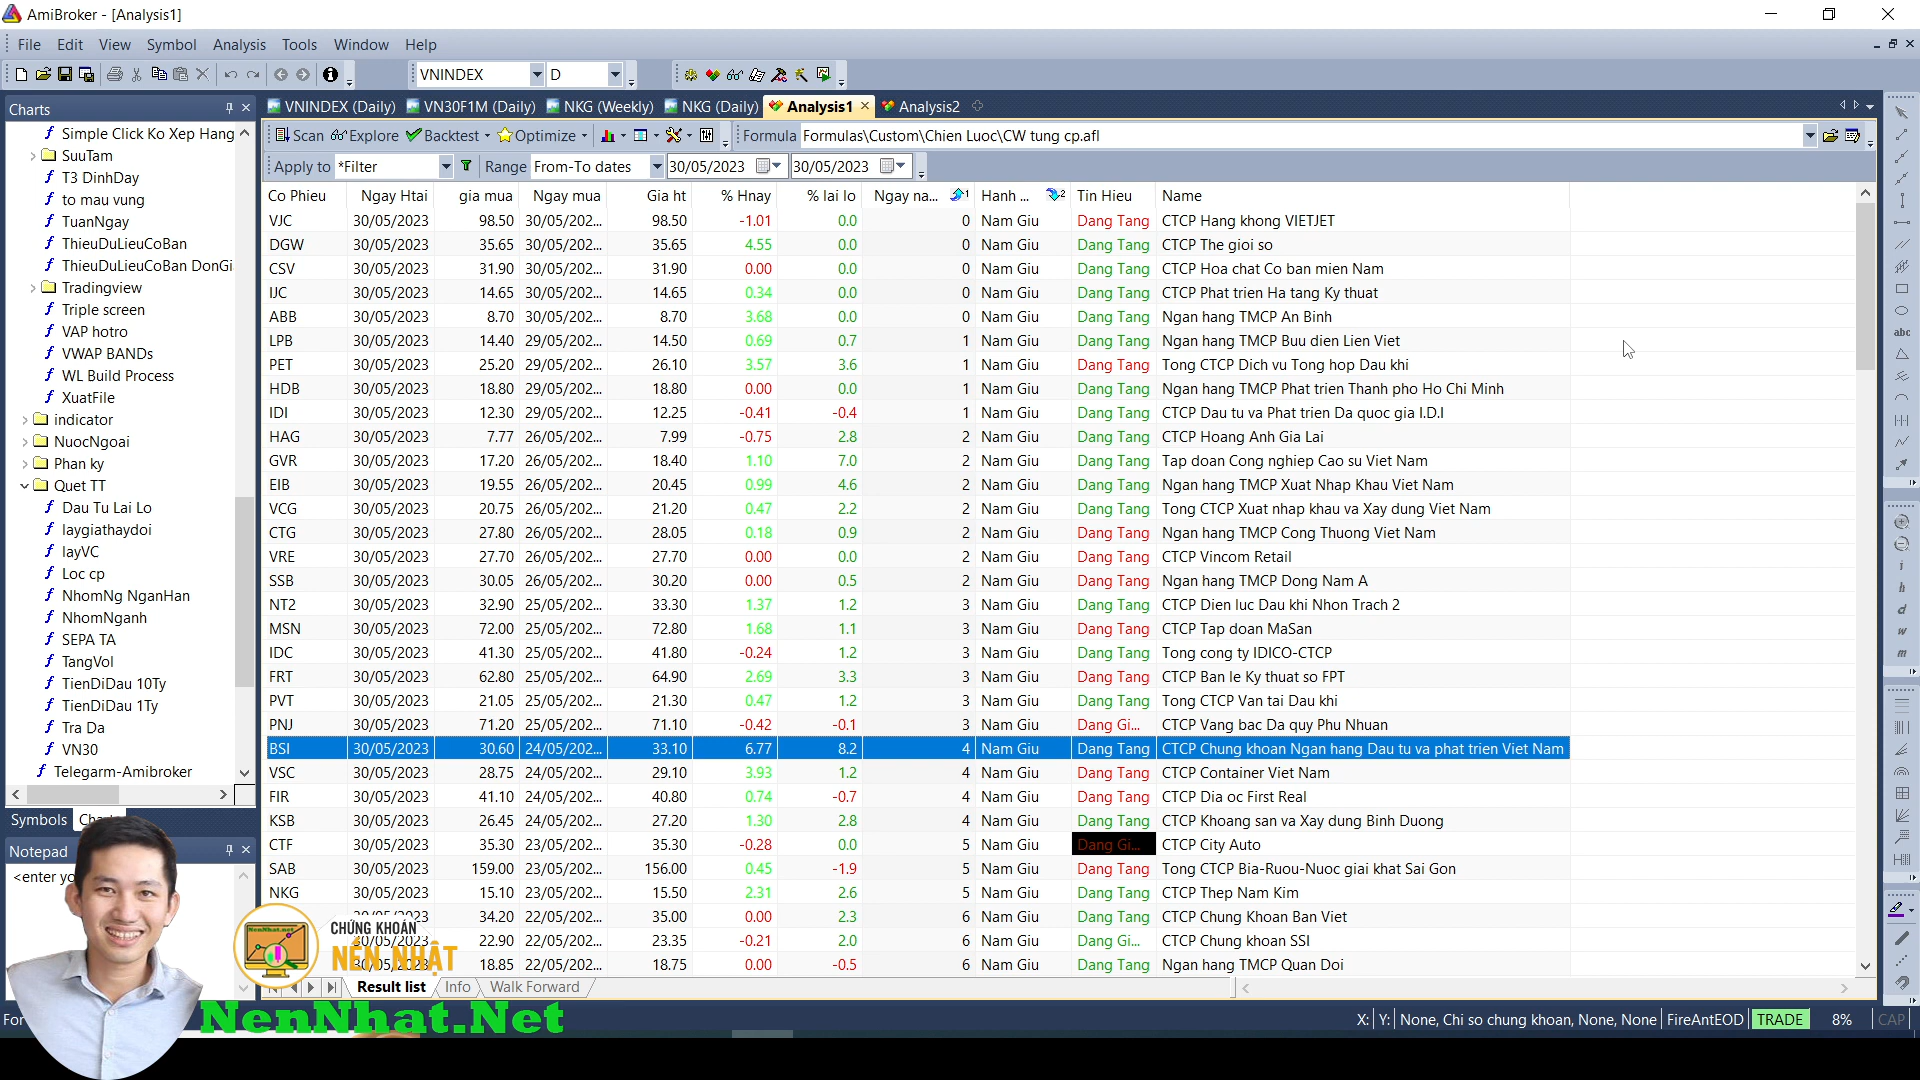 AmiBroker - [Analysis1]
File Edit View Symbol Analysis Tools Window Help
VNINDEX D
Charts
VNINDEX (Daily) VN30F1M (Daily) NKG (Weekly) NKG (Daily) Analysis1 Analysis2
Scan Explore Backtest Optimize Formula Formulas\Custom\Chien Luoc\CW tung cp.afl
Apply to *Filter Range From-To dates 30/05/2023 30/05/2023
Simple Click Ko Xep Hang
SuuTam
T3 DinhDay
to mau vung
TuanNgay
ThieuDuLieuCoBan
ThieuDuLieuCoBan DonGi
Tradingview
Triple screen
VAP hotro
VWAP BANDs
WL Build Process
XuatFile
indicator
NuocNgoai
Phan ky
Quet TT
Dau Tu Lai Lo
laygiathaydoi
layVC
Loc cp
NhomNg NganHan
NhomNganh
SEPA TA
TangVol
TienDiDau 10Ty
TienDiDau 1Ty
Tra Da
VN30
Telegarm-Amibroker
Symbols
Notepad
Co Phieu Ngay Htai gia mua Ngay mua Gia ht % Hnay % lai lo Ngay na... 1 Hanh ... 2 Tin Hieu Name
VJC 30/05/2023 98.50 30/05/202... 98.50 -1.01 0.0 0 Nam Giu Dang Tang CTCP Hang khong VIETJET
DGW 30/05/2023 35.65 30/05/202... 35.65 4.55 0.0 0 Nam Giu Dang Tang CTCP The gioi so
CSV 30/05/2023 31.90 30/05/202... 31.90 0.00 0.0 0 Nam Giu Dang Tang CTCP Hoa chat Co ban mien Nam
IJC 30/05/2023 14.65 30/05/202... 14.65 0.34 0.0 0 Nam Giu Dang Tang CTCP Phat trien Ha tang Ky thuat
ABB 30/05/2023 8.70 30/05/202... 8.70 3.68 0.0 0 Nam Giu Dang Tang Ngan hang TMCP An Binh
LPB 30/05/2023 14.40 29/05/202... 14.50 0.69 0.7 1 Nam Giu Dang Tang Ngan hang TMCP Buu dien Lien Viet
PET 30/05/2023 25.20 29/05/202... 26.10 3.57 3.6 1 Nam Giu Dang Tang Tong CTCP Dich vu Tong hop Dau khi
HDB 30/05/2023 18.80 29/05/202... 18.80 0.00 0.0 1 Nam Giu Dang Tang Ngan hang TMCP Phat trien Thanh pho Ho Chi Minh
IDI 30/05/2023 12.30 29/05/202... 12.25 -0.41 -0.4 1 Nam Giu Dang Tang CTCP Dau tu va Phat trien Da quoc gia I.D.I
HAG 30/05/2023 7.77 26/05/202... 7.99 -0.75 2.8 2 Nam Giu Dang Tang CTCP Hoang Anh Gia Lai
GVR 30/05/2023 17.20 26/05/202... 18.40 1.10 7.0 2 Nam Giu Dang Tang Tap doan Cong nghiep Cao su Viet Nam
EIB 30/05/2023 19.55 26/05/202... 20.45 0.99 4.6 2 Nam Giu Dang Tang Ngan hang TMCP Xuat Nhap Khau Viet Nam
VCG 30/05/2023 20.75 26/05/202... 21.20 0.47 2.2 2 Nam Giu Dang Tang Tong CTCP Xuat nhap khau va Xay dung Viet Nam
CTG 30/05/2023 27.80 26/05/202... 28.05 0.18 0.9 2 Nam Giu Dang Tang Ngan hang TMCP Cong Thuong Viet Nam
VRE 30/05/2023 27.70 26/05/202... 27.70 0.00 0.0 2 Nam Giu Dang Tang CTCP Vincom Retail
SSB 30/05/2023 30.05 26/05/202... 30.20 0.00 0.5 2 Nam Giu Dang Tang Ngan hang TMCP Dong Nam A
NT2 30/05/2023 32.90 25/05/202... 33.30 1.37 1.2 3 Nam Giu Dang Tang CTCP Dien luc Dau khi Nhon Trach 2
MSN 30/05/2023 72.00 25/05/202... 72.80 1.68 1.1 3 Nam Giu Dang Tang CTCP Tap doan MaSan
IDC 30/05/2023 41.30 25/05/202... 41.80 -0.24 1.2 3 Nam Giu Dang Tang Tong cong ty IDICO-CTCP
FRT 30/05/2023 62.80 25/05/202... 64.90 2.69 3.3 3 Nam Giu Dang Tang CTCP Ban le Ky thuat so FPT
PVT 30/05/2023 21.05 25/05/202... 21.30 0.47 1.2 3 Nam Giu Dang Tang Tong CTCP Van tai Dau khi
PNJ 30/05/2023 71.20 25/05/202... 71.10 -0.42 -0.1 3 Nam Giu Dang Gi... CTCP Vang bac Da quy Phu Nhuan
BSI 30/05/2023 30.60 24/05/202... 33.10 6.77 8.2 4 Nam Giu Dang Tang CTCP Chung khoan Ngan hang Dau tu va phat trien Viet Nam
VSC 30/05/2023 28.75 24/05/202... 29.10 3.93 1.2 4 Nam Giu Dang Tang CTCP Container Viet Nam
FIR 30/05/2023 41.10 24/05/202... 40.80 0.74 -0.7 4 Nam Giu Dang Tang CTCP Dia oc First Real
KSB 30/05/2023 26.45 24/05/202... 27.20 1.30 2.8 4 Nam Giu Dang Tang CTCP Khoang san va Xay dung Binh Duong
CTF 30/05/2023 35.30 23/05/202... 35.30 -0.28 0.0 5 Nam Giu Dang Gi... CTCP City Auto
SAB 30/05/2023 159.00 23/05/202... 156.00 0.45 -1.9 5 Nam Giu Dang Tang Tong CTCP Bia-Ruou-Nuoc giai khat Sai Gon
NKG 30/05/2023 15.10 23/05/202... 15.50 2.31 2.6 5 Nam Giu Dang Tang CTCP Thep Nam Kim
34.20 22/05/202... 35.00 0.00 2.3 6 Nam Giu Dang Tang CTCP Chung Khoan Ban Viet
22.90 22/05/202... 23.35 -0.21 2.0 6 Nam Giu Dang Gi... CTCP Chung khoan SSI
18.85 22/05/202... 18.75 0.00 -0.5 6 Nam Giu Dang Tang Ngan hang TMCP Quan Doi
Result list Info Walk Forward
<enter yo
NenNhat.net
CHỨNG KHOÁN
NẾN NHẬT
NenNhat.Net
For
X: Y: None, Chi so chung khoan, None, None FireAntEOD TRADE 8% CAP
abc
i
h
d
w
m